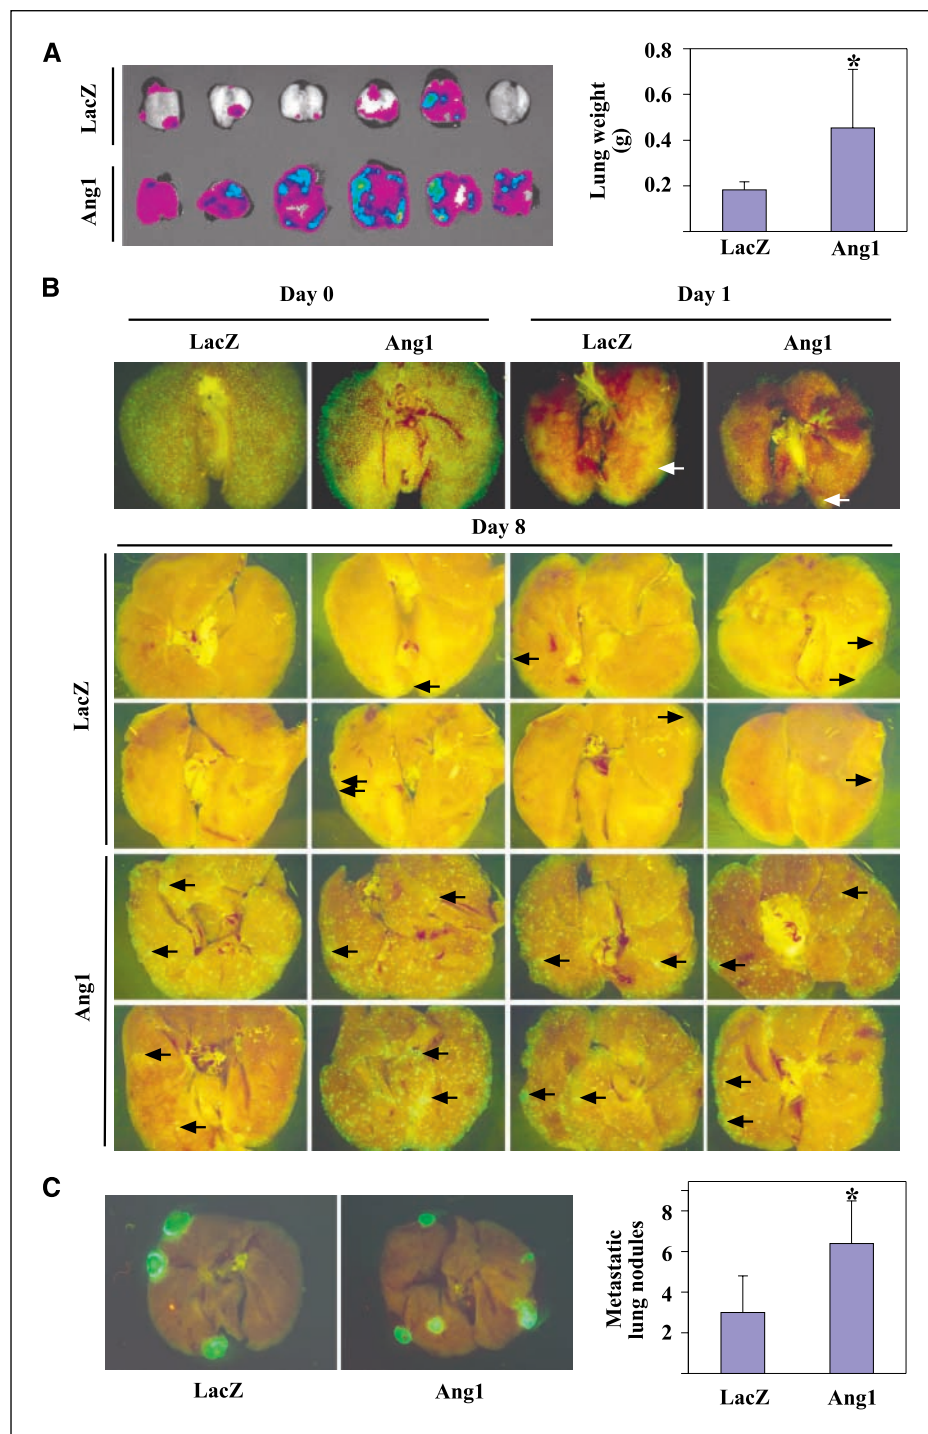 A
LacZ
Ang1
0.8
0.6
0.4
0.2
Lung weight
(g)
*
LacZ
Ang1
B
Day 0
Day 1
LacZ
Ang1
LacZ
Ang1
Day 8
LacZ
Ang1
C
LacZ
Ang1
8
6
4
2
Metastatic
lung nodules
*
LacZ
Ang1